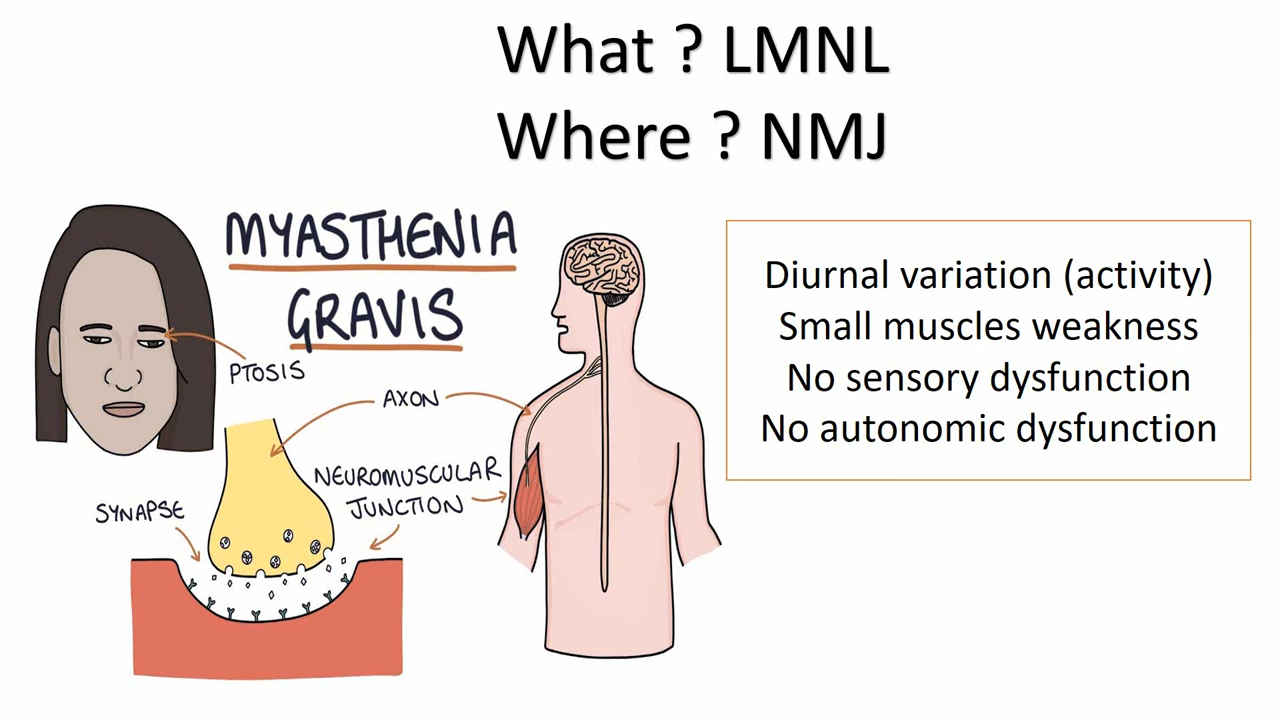 What ? LMNL
Where ? NMJ
MYASTHENIA
GRAVIS
PTOSIS
AXON
NEUROMUSCULAR
JUNCTION
SYNAPSE
Diurnal variation (activity)
Small muscles weakness
No sensory dysfunction
No autonomic dysfunction